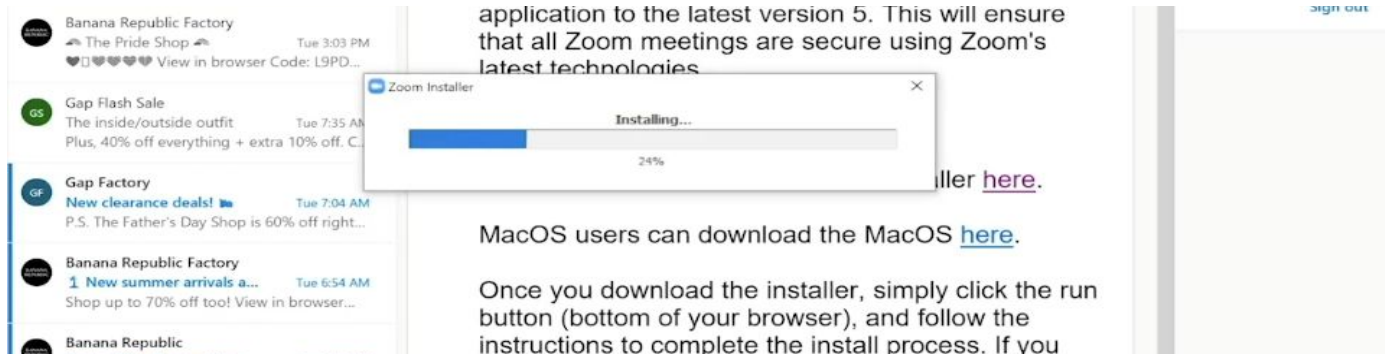 Banana Republic Factory
The Pride Shop
Tue 3:03 PM
View in browser Code: L9PD...
GS
Gap Flash Sale
The inside/outside outfit
Tue 7:35 AM
Plus, 40% off everything + extra 10% off. C...
GF
Gap Factory
New clearance deals!
Tue 7:04 AM
P.S. The Father's Day Shop is 60% off right...
Banana Republic Factory
1 New summer arrivals a...
Tue 6:54 AM
Shop up to 70% off too! View in browser...
Banana Republic
application to the latest version 5. This will ensure
that all Zoom meetings are secure using Zoom's
latest technologies
Zoom Installer
Installing...
24%
ller here.
MacOS users can download the MacOS here.
Once you download the installer, simply click the run
button (bottom of your browser), and follow the
instructions to complete the install process. If you
Sign out